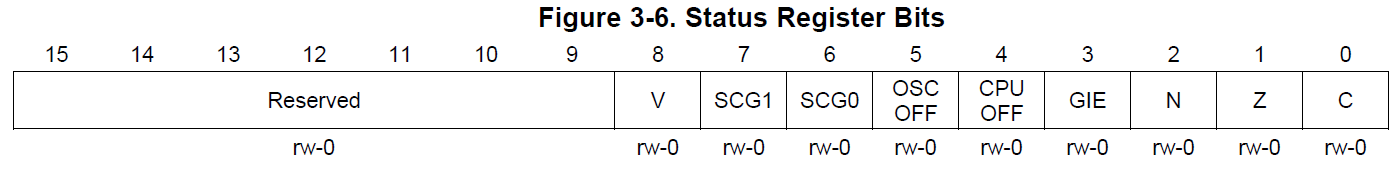 Figure 3-6. Status Register Bits
15 14 13 12 11 10 9 8 7 6 5 4 3 2 1 0
Reserved V SCG1 SCG0 OSC OFF CPU OFF GIE N Z C
rw-0 rw-0 rw-0 rw-0 rw-0 rw-0 rw-0 rw-0 rw-0 rw-0